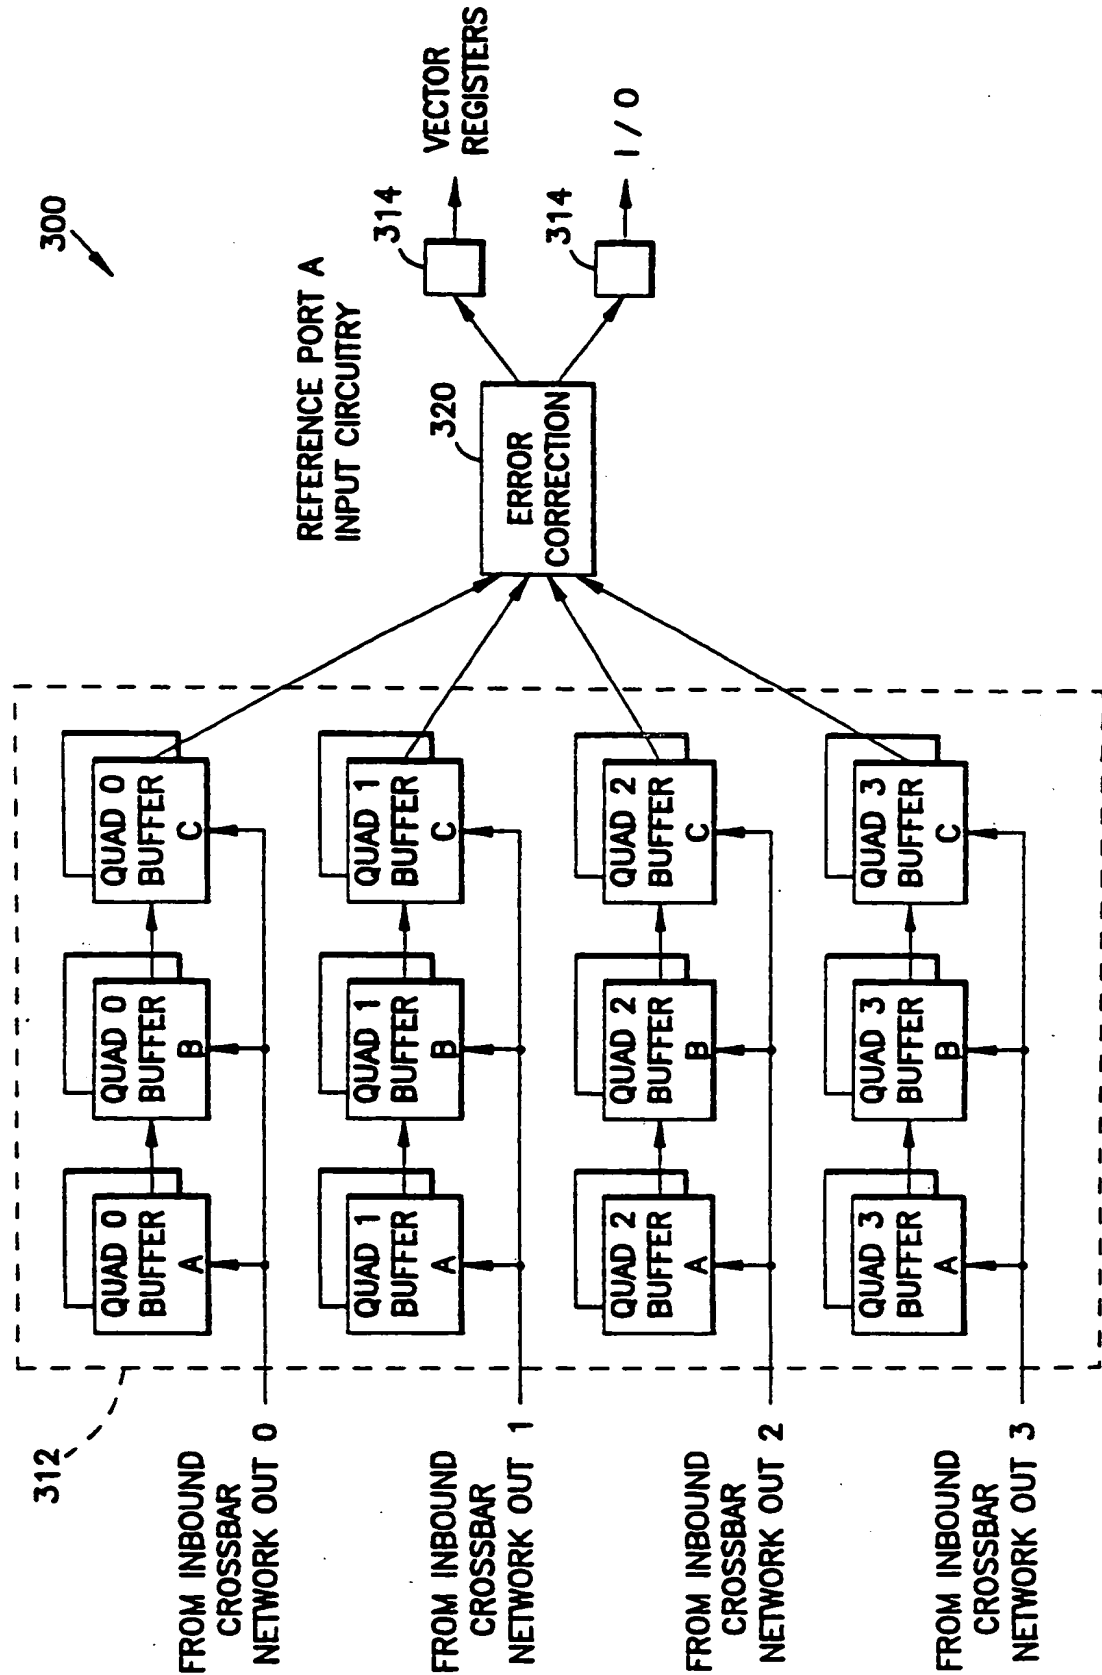 300
REFERENCE PORT A
INPUT CIRCUITRY
312
FROM INBOUND
CROSSBAR
NETWORK OUT 0
QUAD 0
BUFFER
A
QUAD 0
BUFFER
B
QUAD 0
BUFFER
C
FROM INBOUND
CROSSBAR
NETWORK OUT 1
QUAD 1
BUFFER
A
QUAD 1
BUFFER
B
QUAD 1
BUFFER
C
FROM INBOUND
CROSSBAR
NETWORK OUT 2
QUAD 2
BUFFER
A
QUAD 2
BUFFER
B
QUAD 2
BUFFER
C
FROM INBOUND
CROSSBAR
NETWORK OUT 3
QUAD 3
BUFFER
A
QUAD 3
BUFFER
B
QUAD 3
BUFFER
C
320
ERROR
CORRECTION
314
VECTOR
REGISTERS
314
I / O